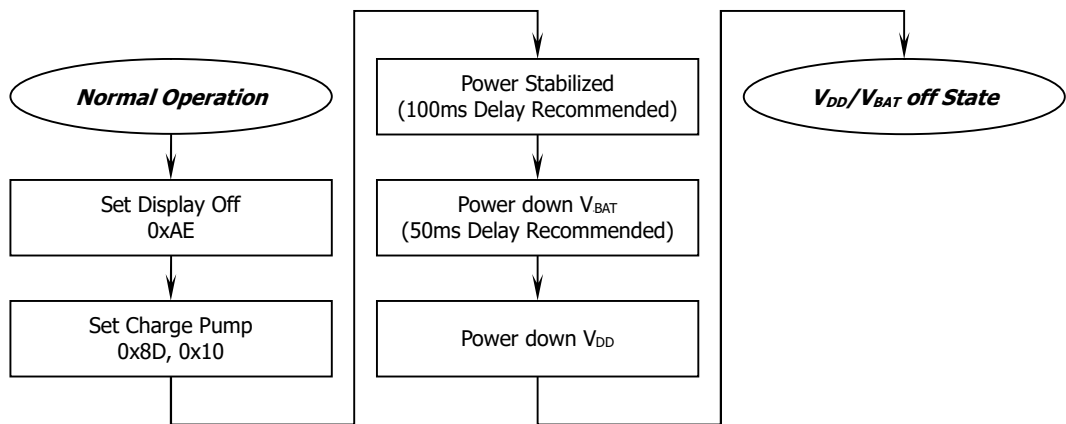 Normal Operation
Set Display Off
0xAE
Set Charge Pump
0x8D, 0x10
Power Stabilized
(100ms Delay Recommended)
Power down VBAT
(50ms Delay Recommended)
Power down VDD
VDD/VBAT off State